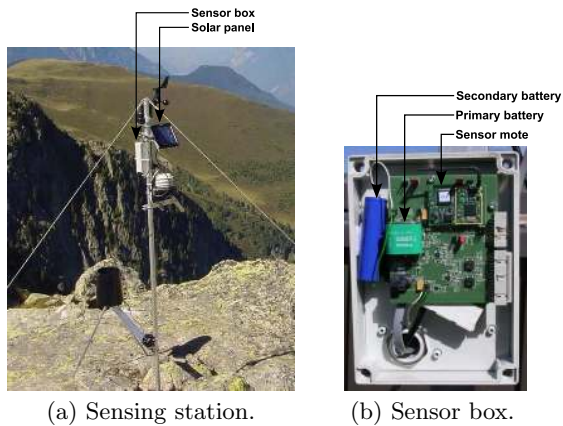 Sensor box
Solar panel
Secondary battery
Primary battery
Sensor mote
(a) Sensing station.
(b) Sensor box.